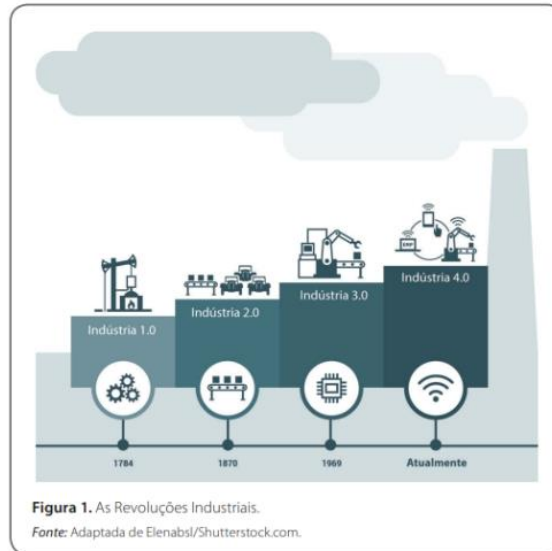 Indústria 1.0
Indústria 2.0
Indústria 3.0
Indústria 4.0
ERP
1784
1870
1969
Atualmente
Figura 1. As Revoluções Industriais.
Fonte: Adaptada de Elenabsl/Shutterstock.com.